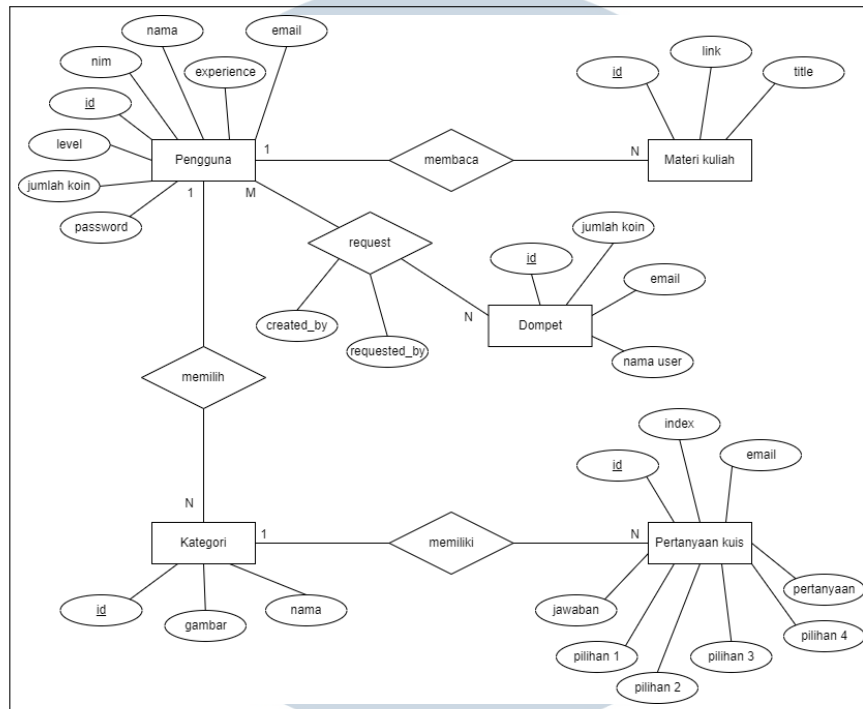 nama
email
nim
experience
id
level
jumlah koin
password
Pengguna
1
membaca
N
Materi kuliah
id
link
title
1
M
request
created_by
requested_by
N
Dompet
id
jumlah koin
email
nama user
memilih
N
Kategori
id
gambar
nama
1
memiliki
N
Pertanyaan kuis
id
index
email
jawaban
pilihan 1
pilihan 2
pilihan 3
pilihan 4
pertanyaan